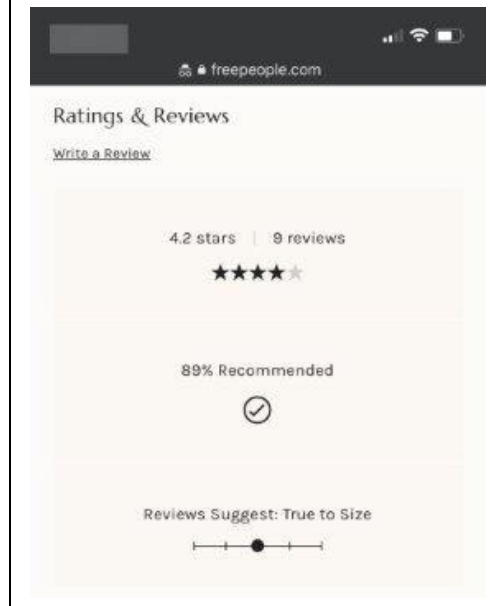 freepeople.com
Ratings & Reviews
Write a Review
4.2 stars | 9 reviews
89% Recommended
Reviews Suggest: True to Size